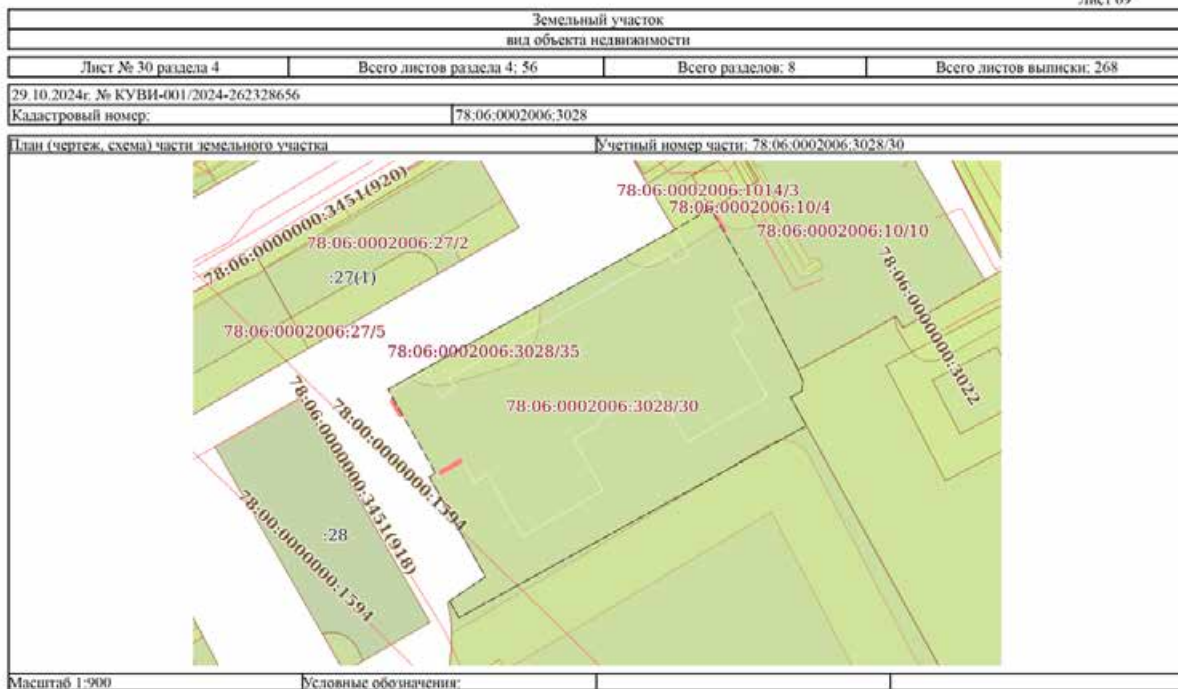 Лист 69
Земельный участок
вид объекта недвижимости
Лист № 30 раздела 4 Всего листов раздела 4: 56 Всего разделов: 8 Всего листов выписки: 268
29.10.2024г. № КУВИ-001/2024-262328656
Кадастровый номер: 78:06:0002006:3028
План (чертеж, схема) части земельного участка Учетный номер части: 78:06:0002006:3028/30
78:06:0000000:3451(920)
78:06:0002006:1014/3
78:06:0002006:10/4
78:06:0002006:10/10
78:06:0002006:27/2
:27(1)
78:06:0000000:3022
78:06:0002006:27/5
78:06:0002006:3028/35
78:06:0002006:3028/30
78:06:0000000:3451(918)
78:00:0000000:1594
:28
78:00:0000000:1594
Масштаб 1:900 Условные обозначения: